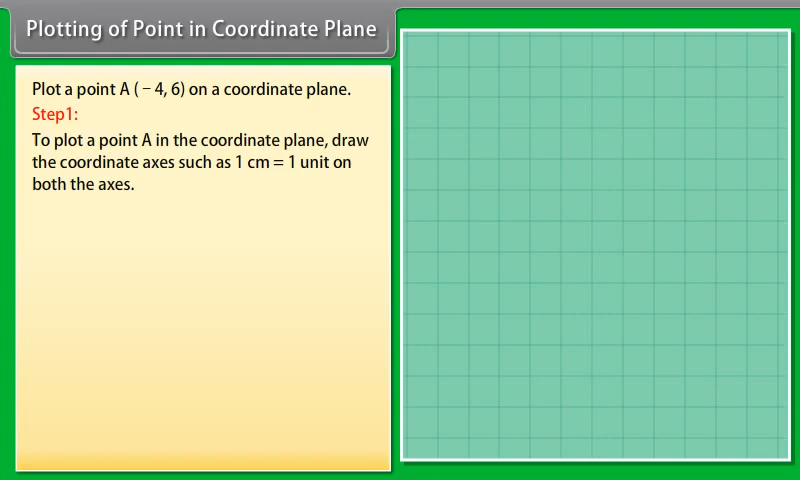 Plotting of Point in Coordinate Plane
Plot a point A ( − 4, 6) on a coordinate plane.
Step1:
To plot a point A in the coordinate plane, draw
the coordinate axes such as 1 cm = 1 unit on
both the axes.